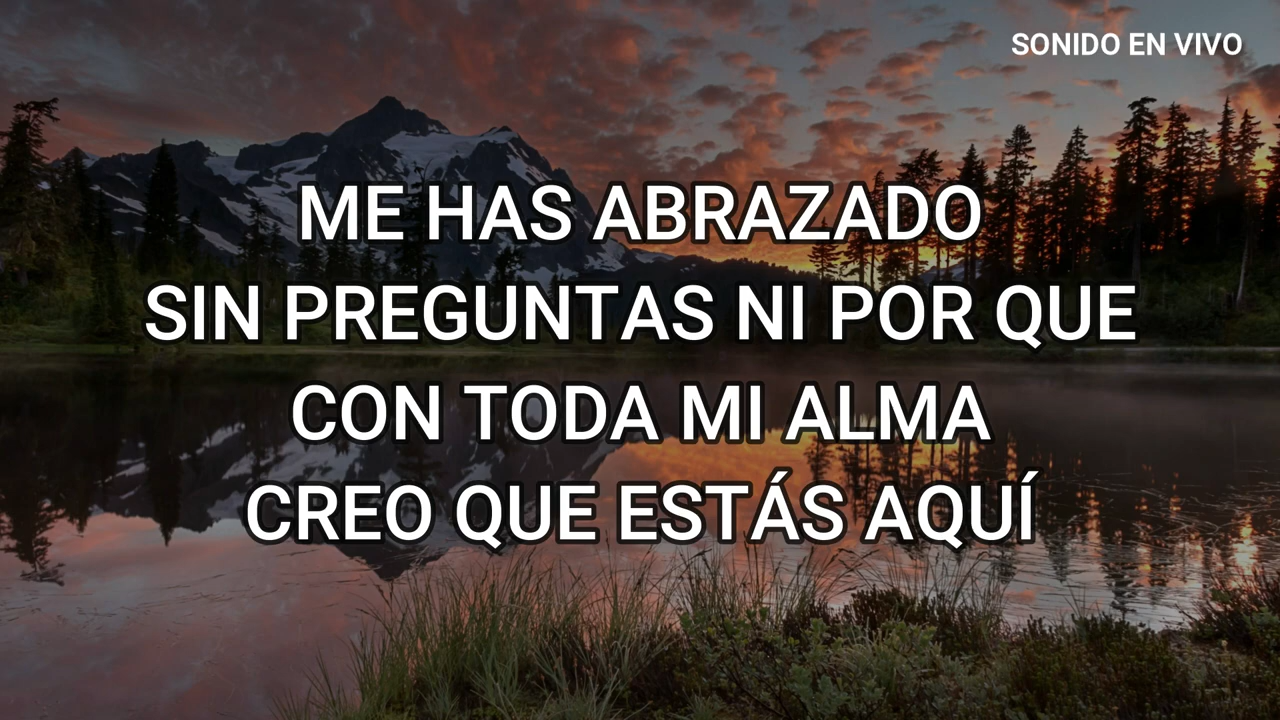 SONIDO EN VIVO
ME HAS ABRAZADO
SIN PREGUNTAS NI POR QUE
CON TODA MI ALMA
CREO QUE ESTÁS AQUÍ